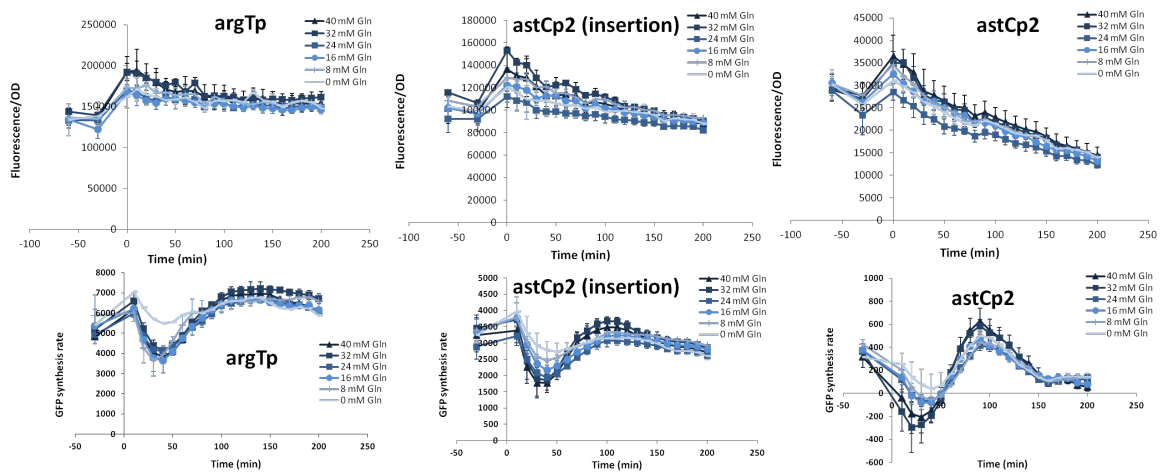 argTp
40 mM Gln
32 mM Gln
24 mM Gln
16 mM Gln
8 mM Gln
0 mM Gln
250000
200000
150000
100000
50000
0
-100
-50
0
50
100
150
200
250
Fluorescence/OD
Time (min)
astCp2 (insertion)
40 mM Gln
32 mM Gln
24 mM Gln
16 mM Gln
8 mM Gln
0 mM Gln
180000
160000
140000
120000
100000
80000
60000
40000
20000
0
-100
-50
0
50
100
150
200
250
Fluorescence/OD
Time (min)
astCp2
40 mM Gln
32 mM Gln
24 mM Gln
16 mM Gln
8 mM Gln
0 mM Gln
45000
40000
35000
30000
25000
20000
15000
10000
5000
0
-100
-50
0
50
100
150
200
250
Fluorescence/OD
Time (min)
8000
7000
6000
5000
4000
3000
2000
1000
0
-50
0
50
100
150
200
250
GFP synthesis rate
Time (min)
argTp
40 mM Gln
32 mM Gln
24 mM Gln
16 mM Gln
8 mM Gln
0 mM Gln
astCp2 (insertion)
40 mM Gln
32 mM Gln
24 mM Gln
16 mM Gln
8 mM Gln
0 mM Gln
5000
4500
4000
3500
3000
2500
2000
1500
1000
500
0
-50
0
50
100
150
200
250
GFP synthesis rate
Time (min)
astCp2
40 mM Gln
32 mM Gln
24 mM Gln
16 mM Gln
8 mM Gln
0 mM Gln
1000
800
600
400
200
0
-200
-400
-600
-50
0
50
100
150
200
250
GFP synthesis rate
Time (min)